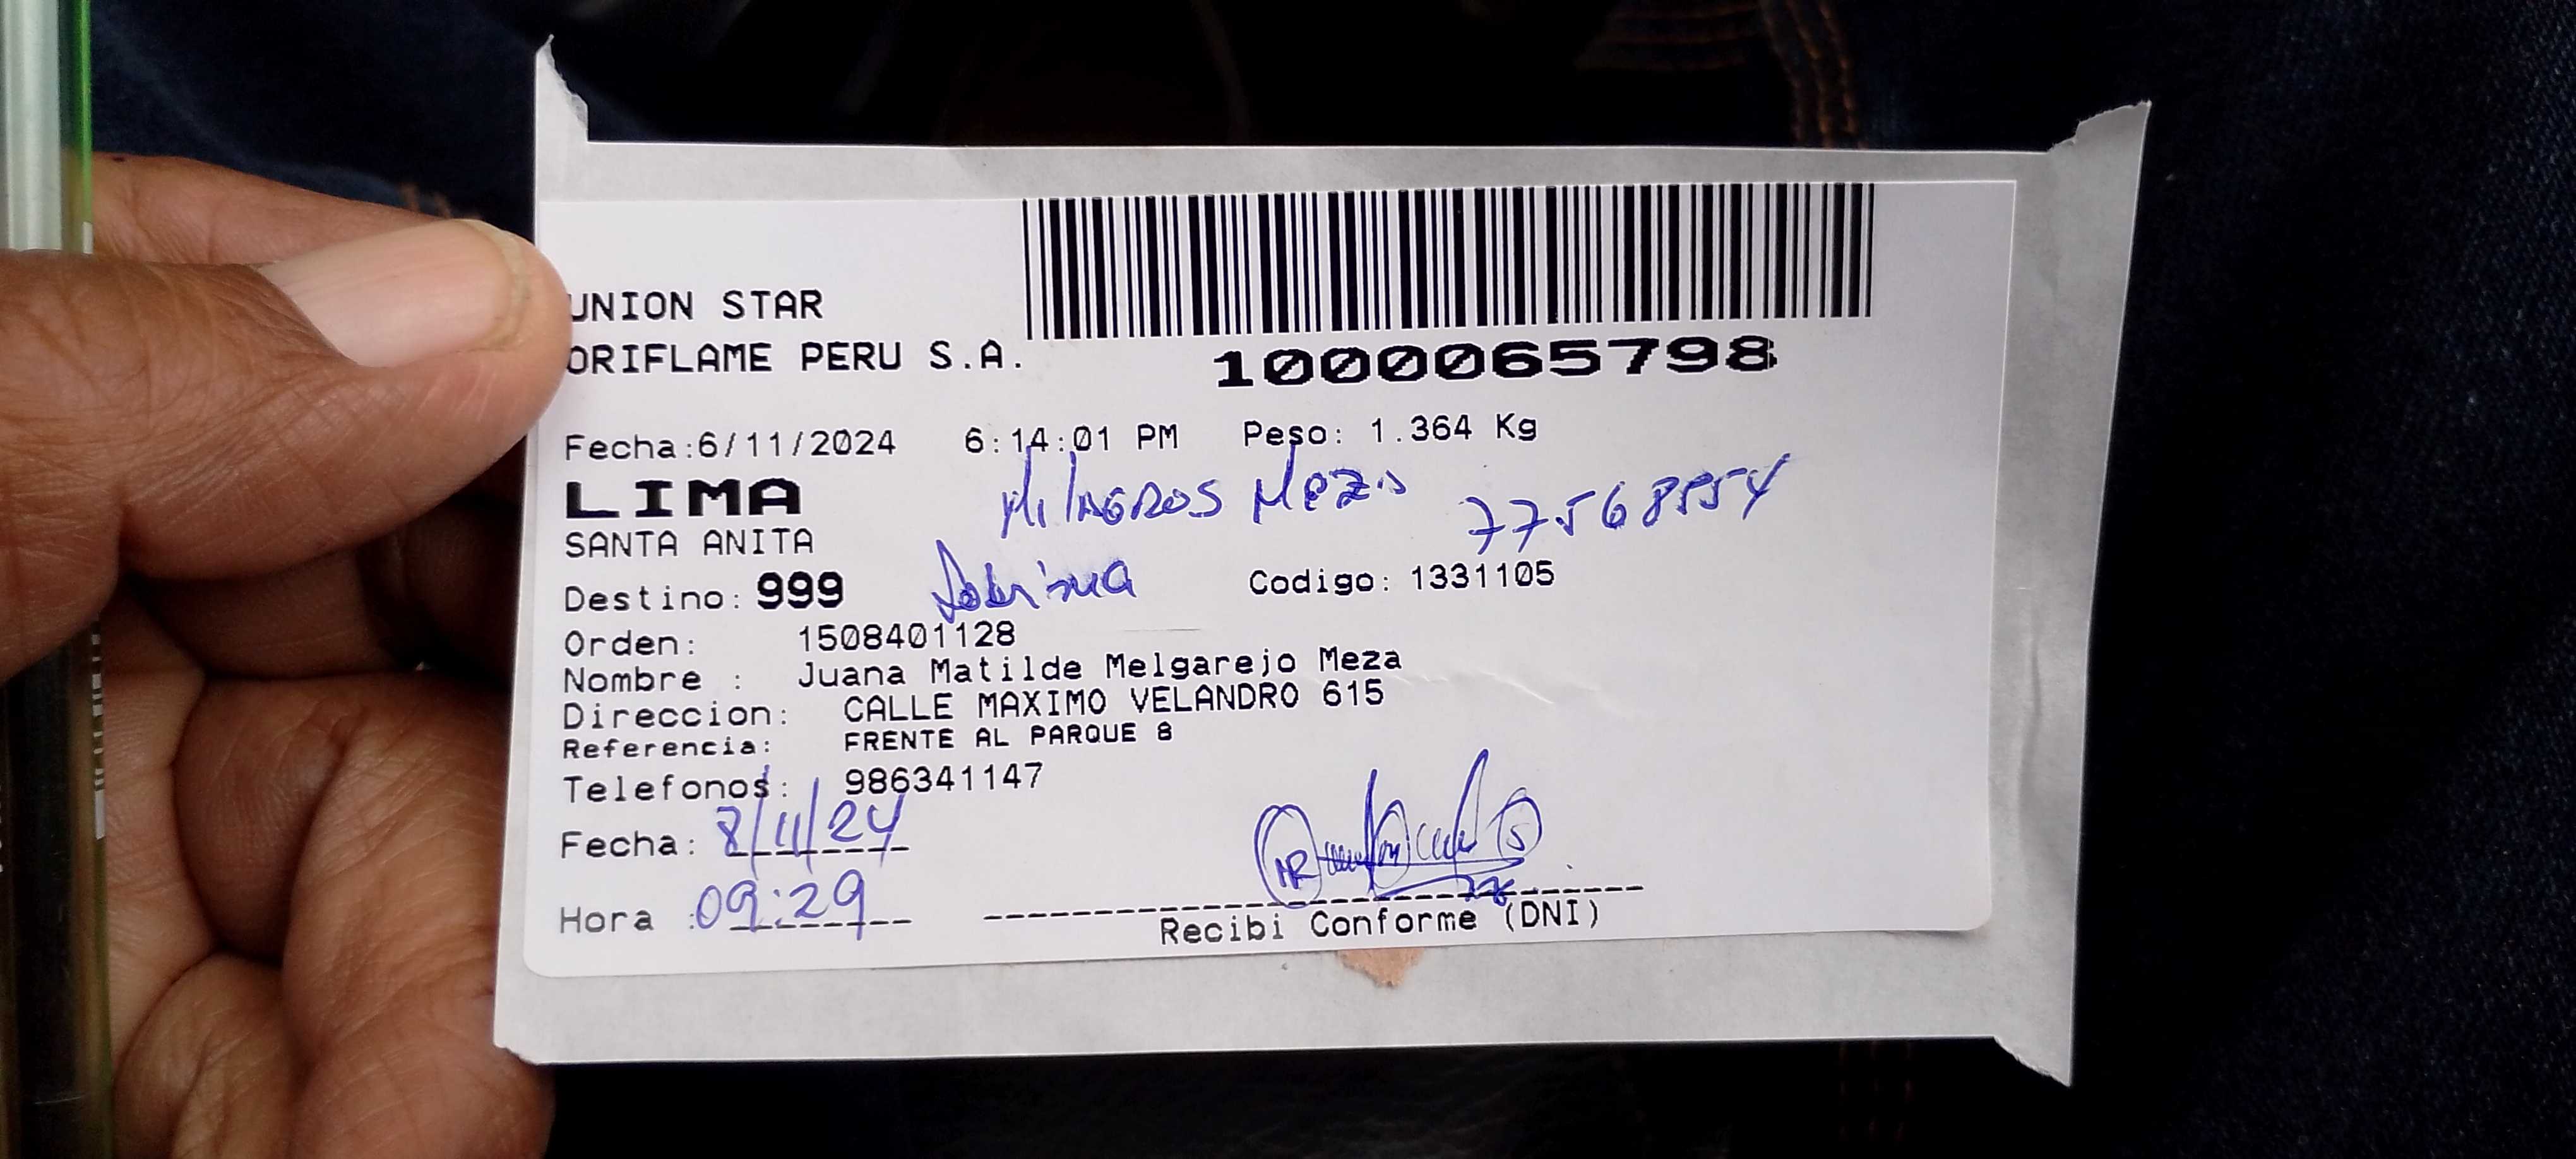 UNION STAR
ORIFLAME PERU S.A.
1000065798
Fecha:6/11/2024 6:14:01 PM Peso: 1.364 Kg
LIMA
Milagros Meza
SANTA ANITA
Destino: 999 Sobrina Codigo: 1331105
Orden: 1508401128
Nombre : Juana Matilde Melgarejo Meza
Direccion: CALLE MAXIMO VELANDRO 615
Referencia: FRENTE AL PARQUE 8
Telefonos: 986341147
Fecha: 8/11/24
Hora : 09:29
Recibi Conforme (DNI)